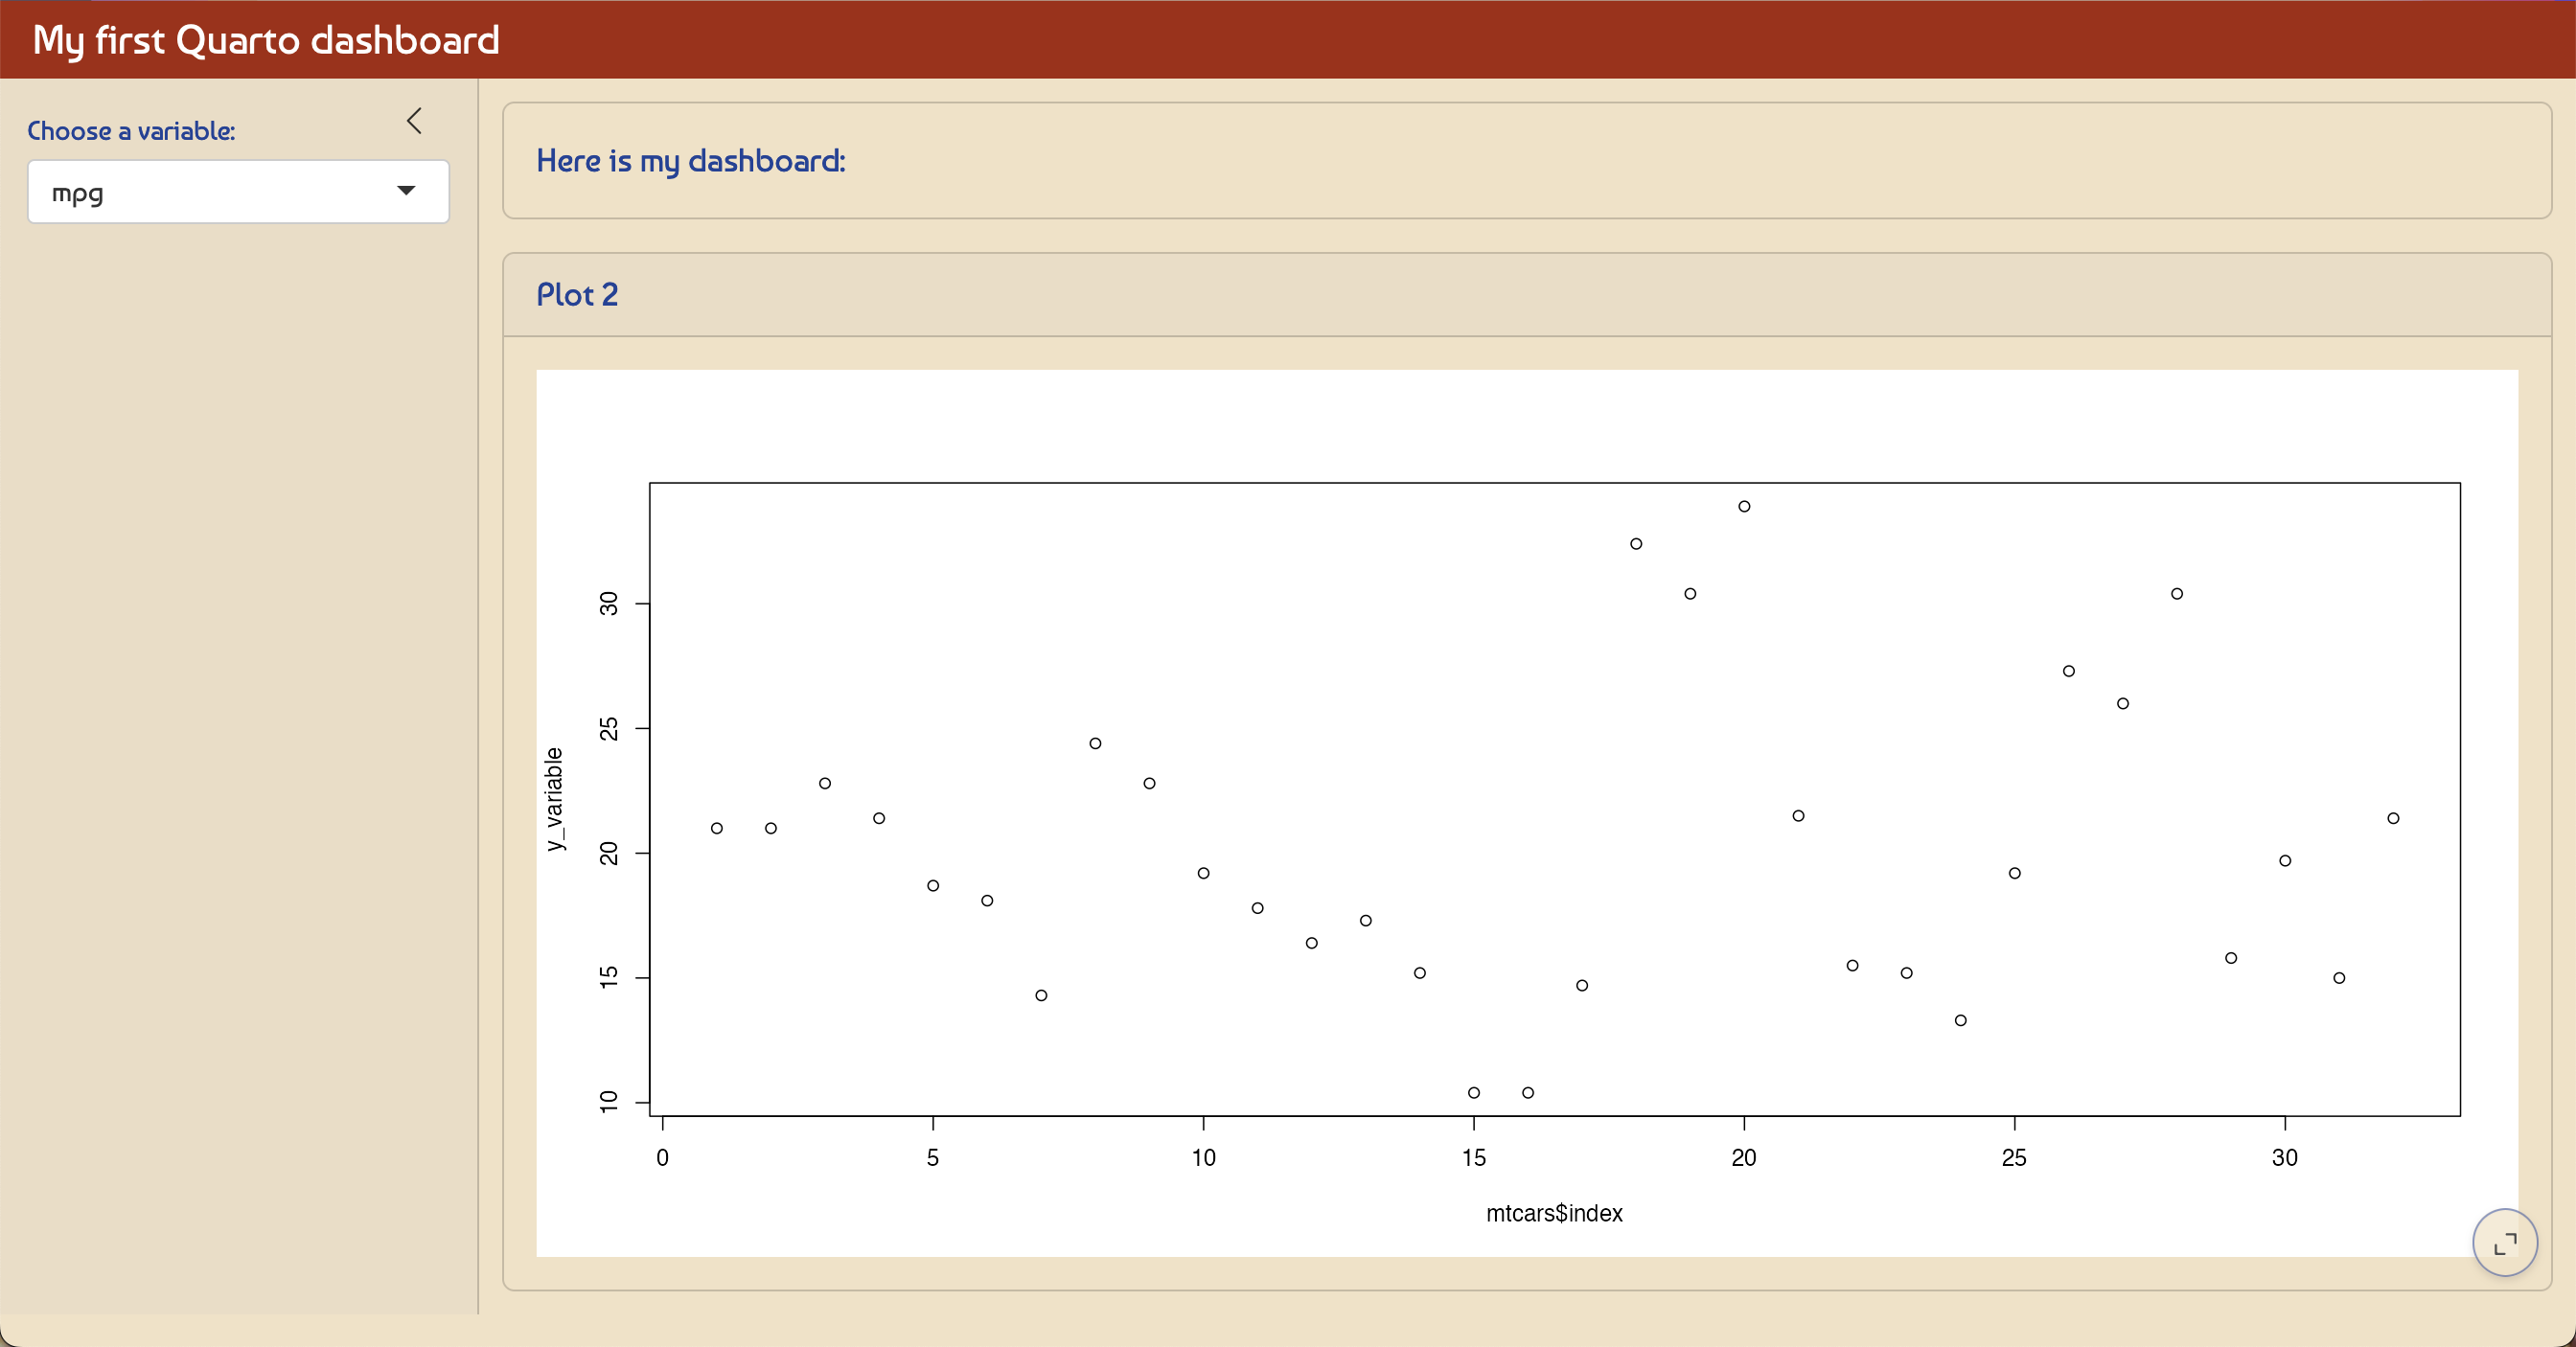 My first Quarto dashboard
Choose a variable:
mpg
Here is my dashboard:
Plot 2
30
25
20
15
10
y_variable
0 5 10 15 20 25 30
mtcars$index